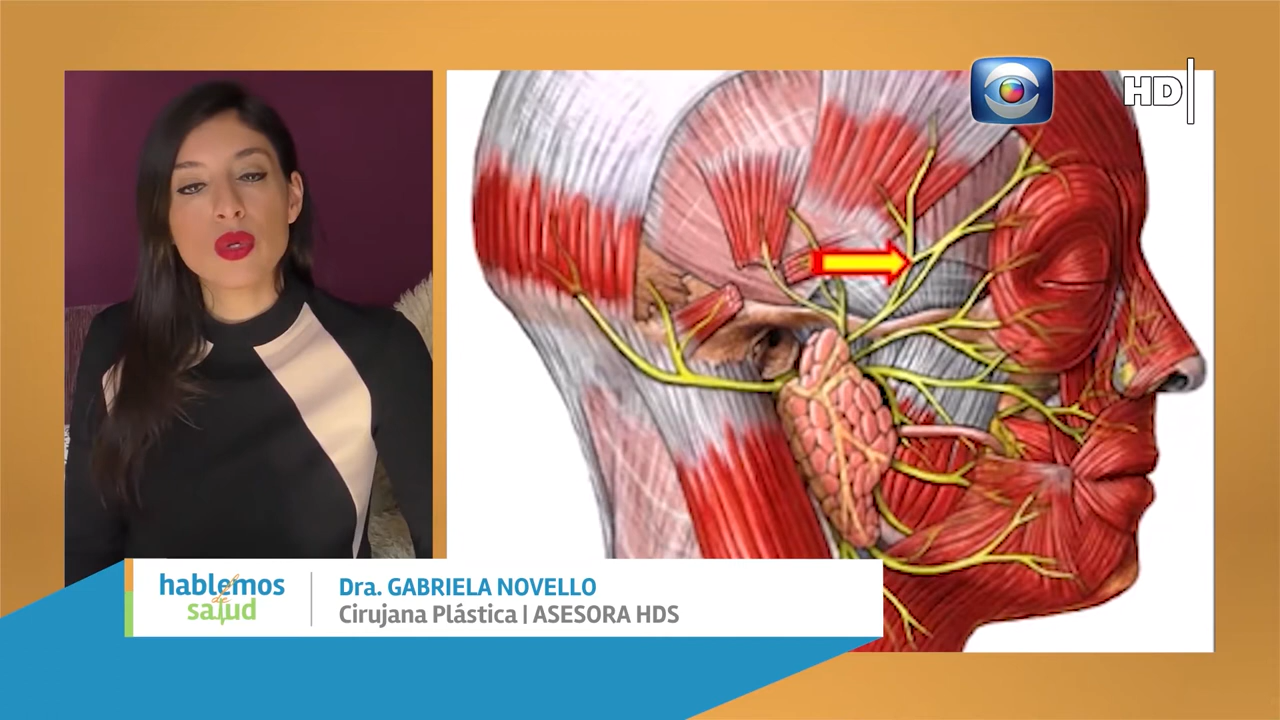 HD
hablemos
de
salud
Dra. GABRIELA NOVELLO
Cirujana Plástica | ASESORA HDS